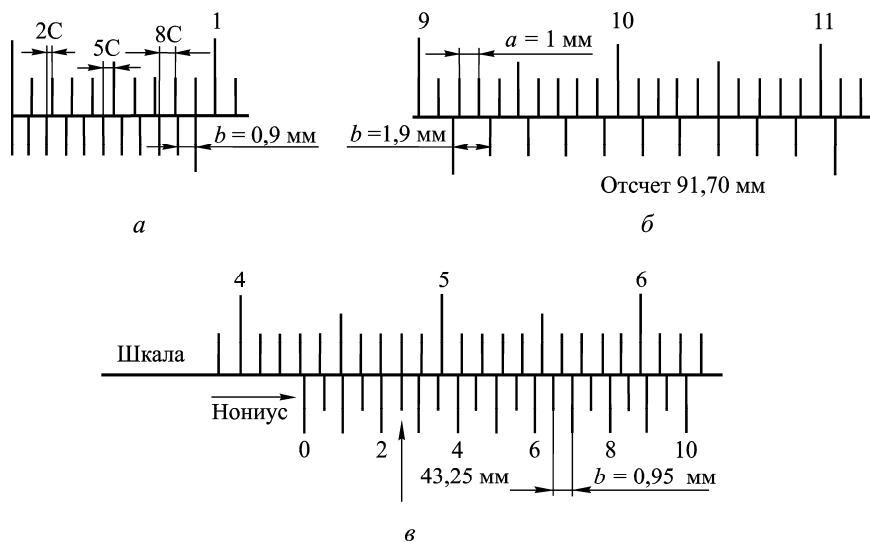 1
2С
5С
8С
b = 0,9 мм
а
9
10
11
a = 1 мм
b =1,9 мм
Отсчет 91,70 мм
б
4
5
6
Шкала
Нониус
0
2
4
6
8
10
43,25 мм
b = 0,95 мм
в